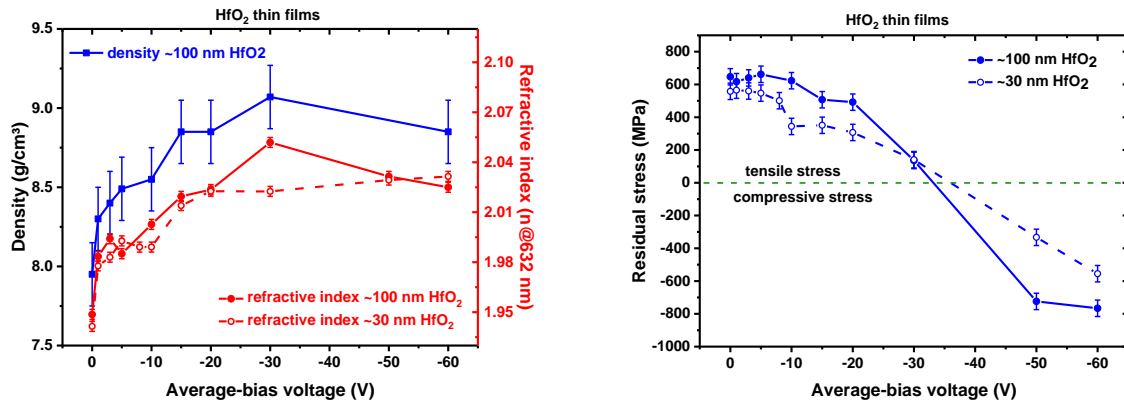 HfO₂ thin films
density ~100 nm HfO2
refractive index ~100 nm HfO₂
refractive index ~30 nm HfO₂
Density (g/cm³)
9.5
9.0
8.5
8.0
7.5
Refractive index (n@632 nm)
2.10
2.07
2.04
2.01
1.98
1.95
0 -10 -20 -30 -40 -50 -60
Average-bias voltage (V)
HfO₂ thin films
~100 nm HfO₂
~30 nm HfO₂
tensile stress
compressive stress
Residual stress (MPa)
800
600
400
200
0
-200
-400
-600
-800
-1000
0 -10 -20 -30 -40 -50 -60
Average-bias voltage (V)